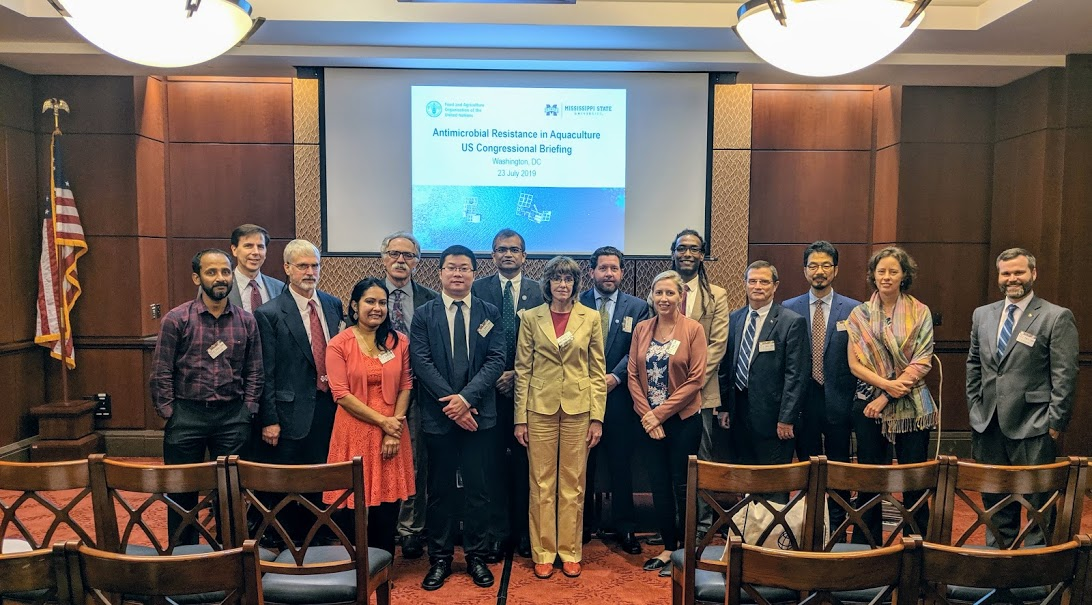 Food and Agriculture
Organization of the
United Nations
MISSISSIPPI STATE
UNIVERSITY
Antimicrobial Resistance in Aquaculture
US Congressional Briefing
Washington, DC
23 July 2019